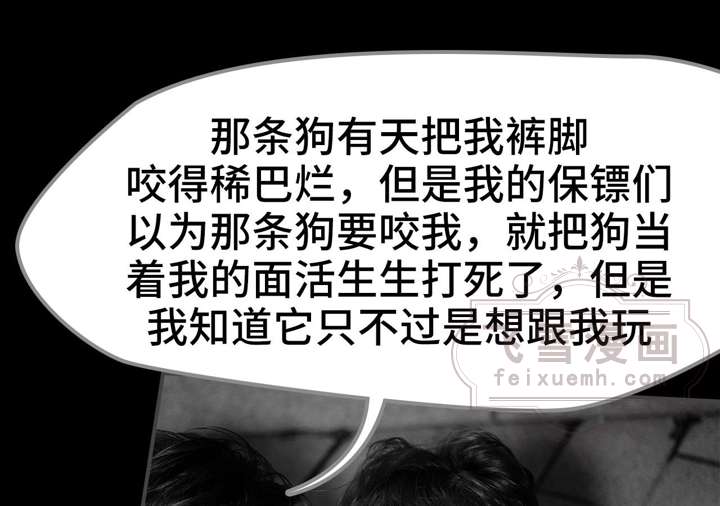 那条狗有天把我裤脚
咬得稀巴烂，但是我的保镖们
以为那条狗要咬我，就把狗当
着我的面活生生打死了，但是
我知道它只不过是想跟我玩
飞雪漫画
feixuemh.com